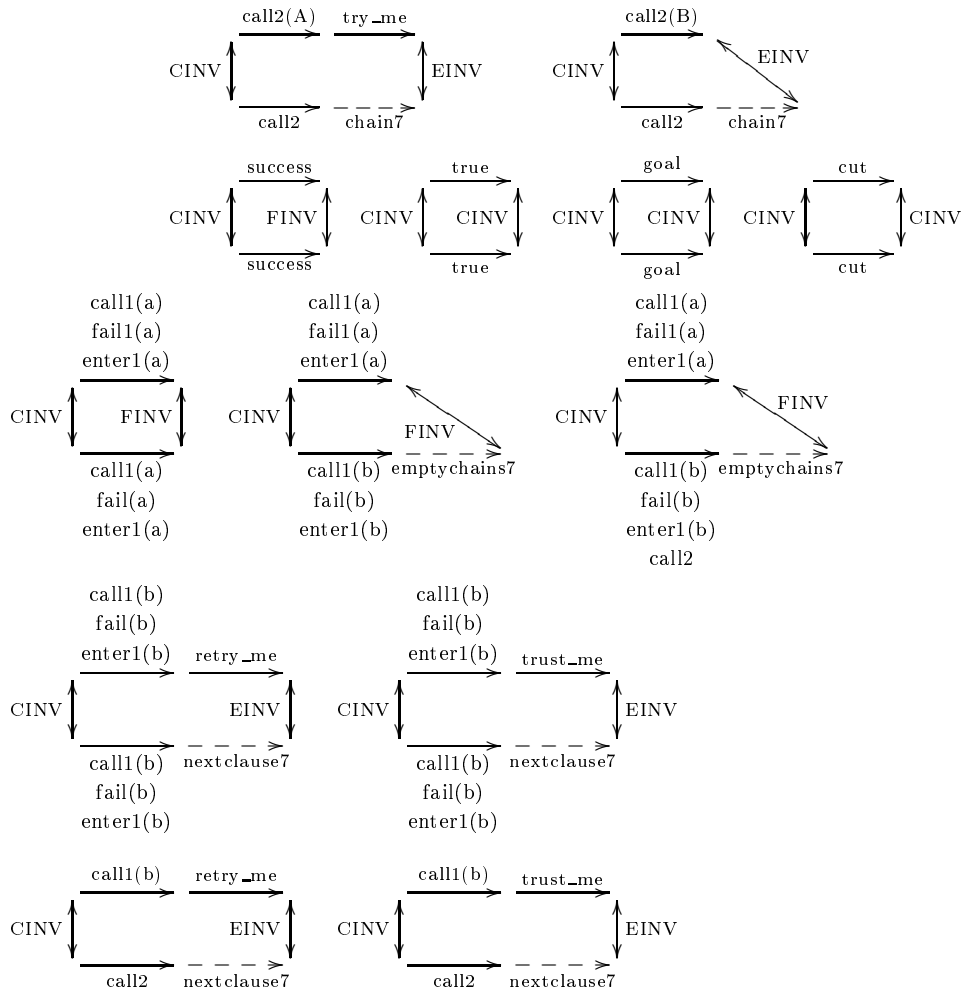 call2(A) try_me call2(B)
CINV EINV CINV EINV
call2 chain7 call2 chain7
success true goal cut
CINV FINV CINV CINV CINV CINV CINV CINV
success true goal cut
call1(a) call1(a) call1(a)
fail1(a) fail1(a) fail1(a)
enter1(a) enter1(a) enter1(a)
CINV FINV CINV FINV CINV FINV
call1(a) call1(b) emptychains7 call1(b) emptychains7
fail(a) fail(b) fail(b)
enter1(a) enter1(b) enter1(b)
call2
call1(b) call1(b)
fail(b) fail(b)
enter1(b) retry_me enter1(b) trust_me
CINV EINV CINV EINV
call1(b) nextclause7 call1(b) nextclause7
fail(b) fail(b)
enter1(b) enter1(b)
call1(b) retry_me call1(b) trust_me
CINV EINV CINV EINV
call2 nextclause7 call2 nextclause7